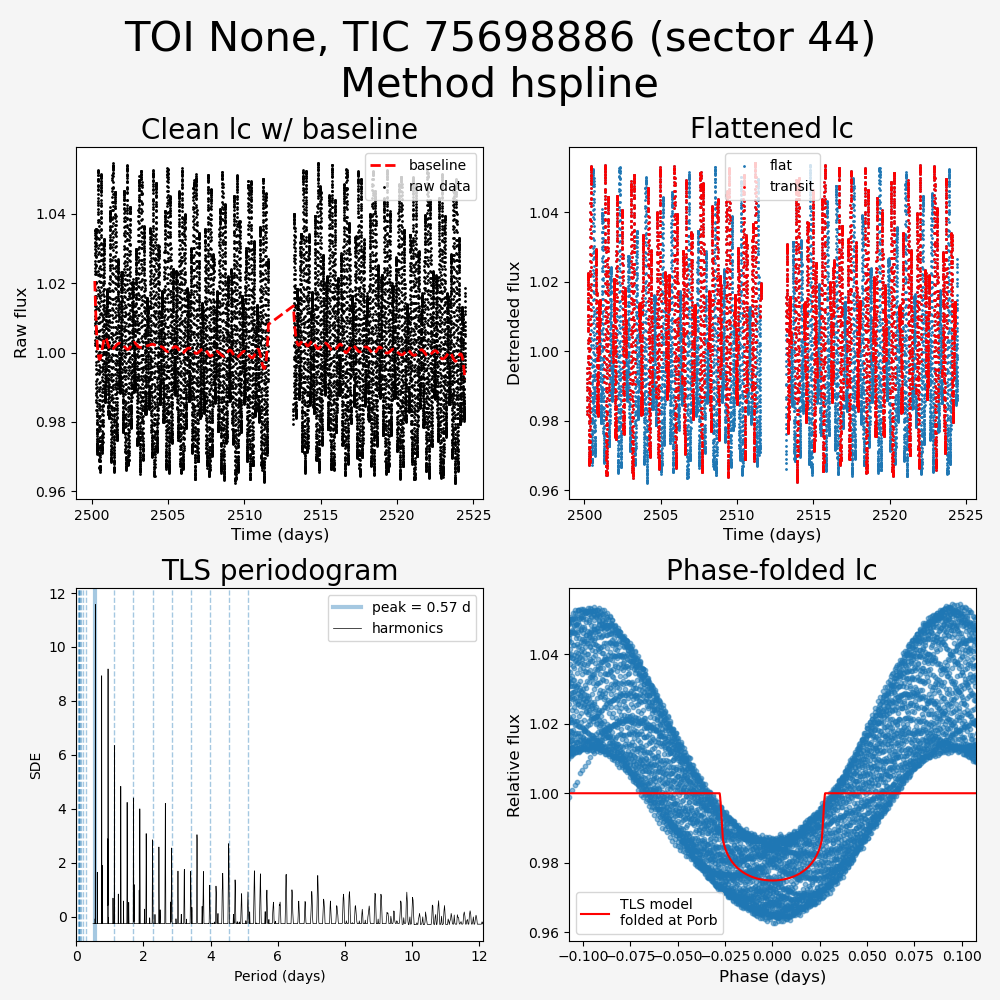 TOI None, TIC 75698886 (sector 44)
Method hspline
Clean lc w/ baseline
baseline
raw data
Raw flux
1.04
1.02
1.00
0.98
0.96
2500
2505
2510
2515
2520
2525
Time (days)
Flattened lc
flat
transit
Detrended flux
1.04
1.02
1.00
0.98
0.96
2500
2505
2510
2515
2520
2525
Time (days)
TLS periodogram
peak = 0.57 d
harmonics
SDE
12
10
8
6
4
2
0
0
2
4
6
8
10
12
Period (days)
Phase-folded lc
Relative flux
1.04
1.02
1.00
0.98
0.96
TLS model
folded at Porb
−0.100
−0.075
−0.050
−0.025
0.000
0.025
0.050
0.075
0.100
Phase (days)